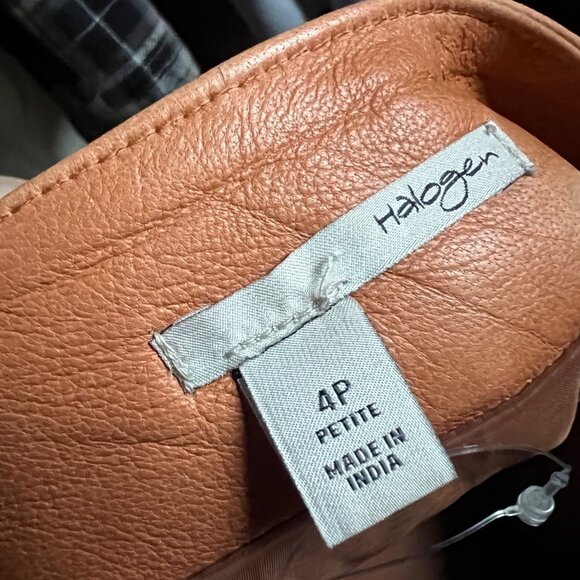 Halogen
4P
PETITE
MADE IN
INDIA